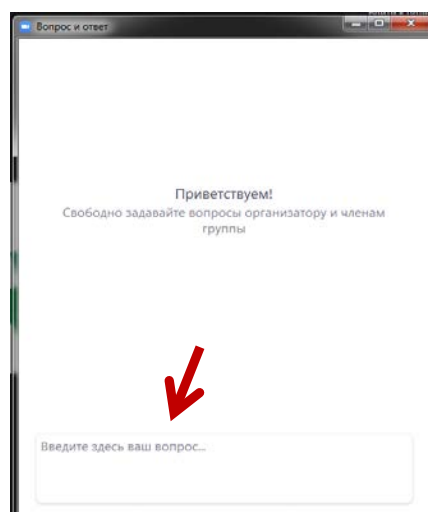 Вопрос и ответ
Приветствуем!
Свободно задавайте вопросы организатору и членам
группы
Введите здесь ваш вопрос...